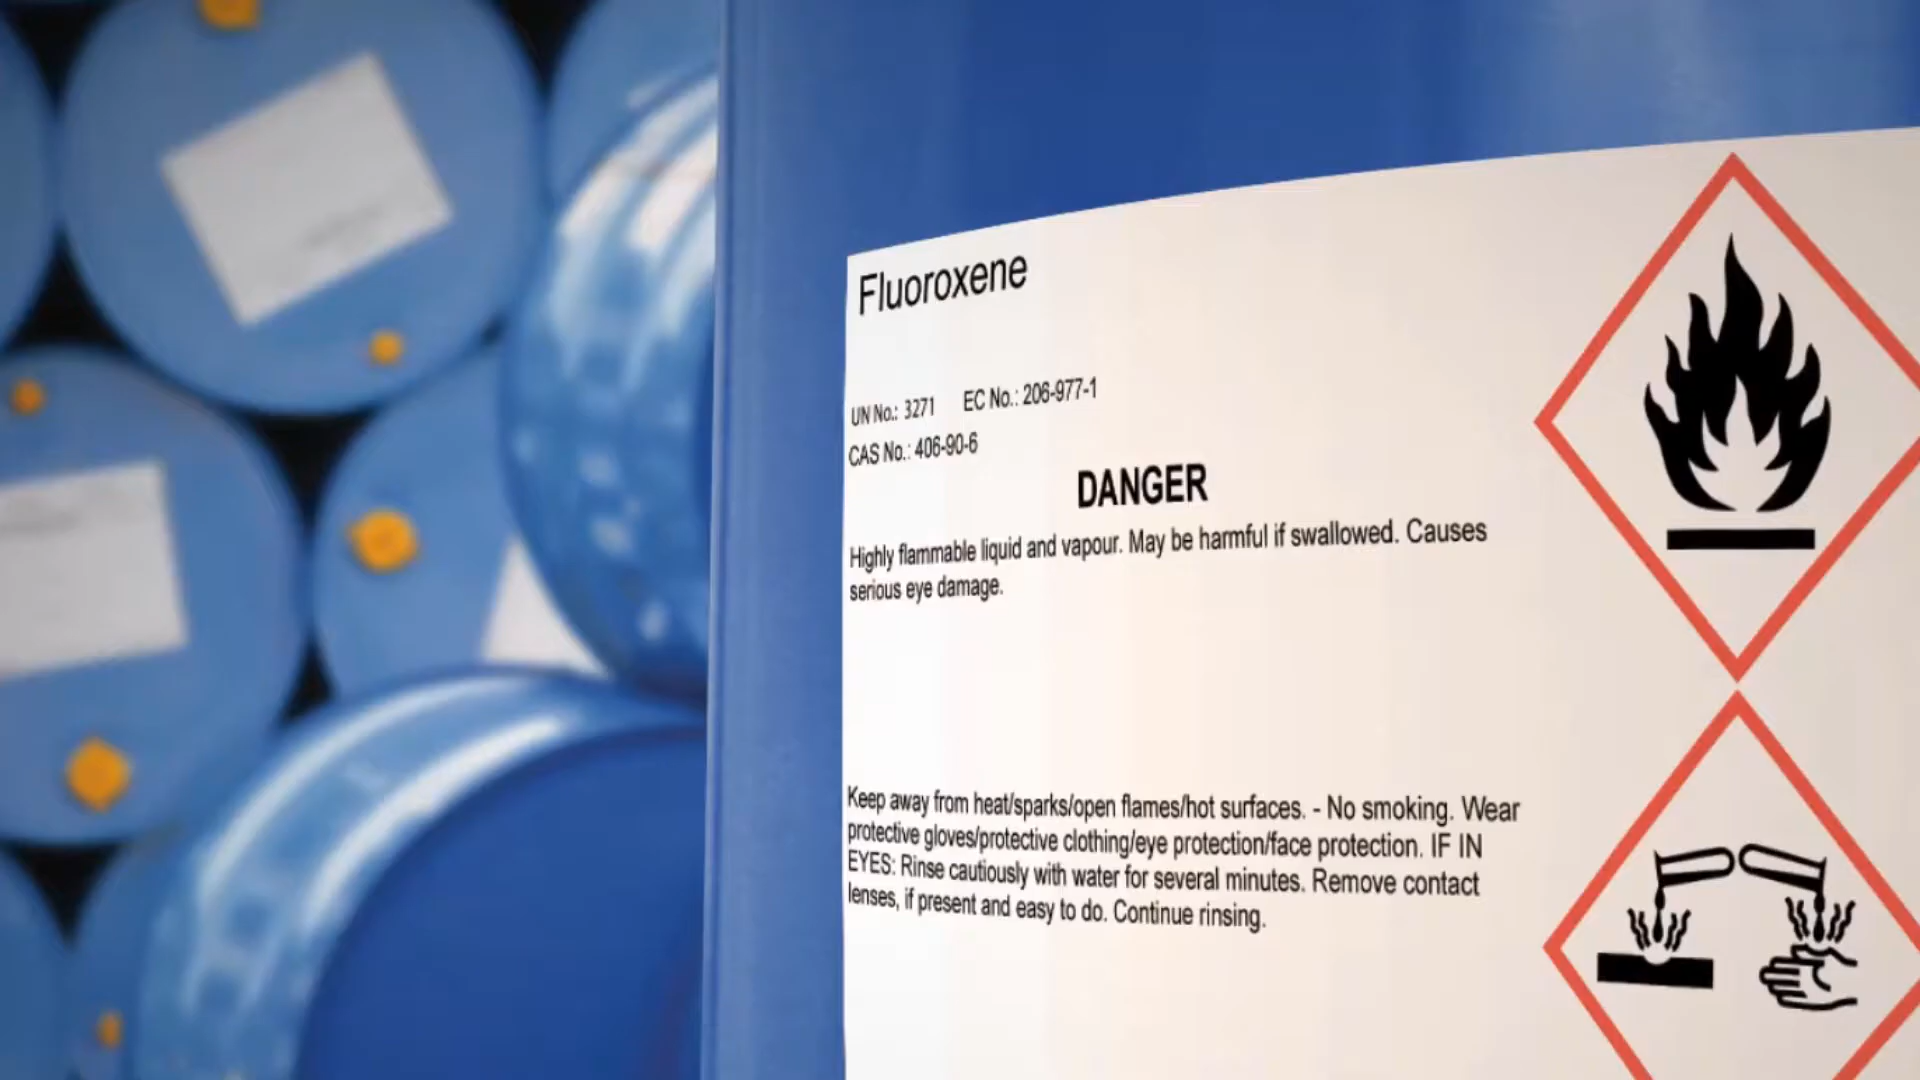 Fluoroxene
UN No.: 3271 EC No.: 206-977-1
CAS No.: 406-90-6
DANGER
Highly flammable liquid and vapour. May be harmful if swallowed. Causes
serious eye damage.
Keep away from heat/sparks/open flames/hot surfaces. - No smoking. Wear
protective gloves/protective clothing/eye protection/face protection. IF IN
EYES: Rinse cautiously with water for several minutes. Remove contact
lenses, if present and easy to do. Continue rinsing.